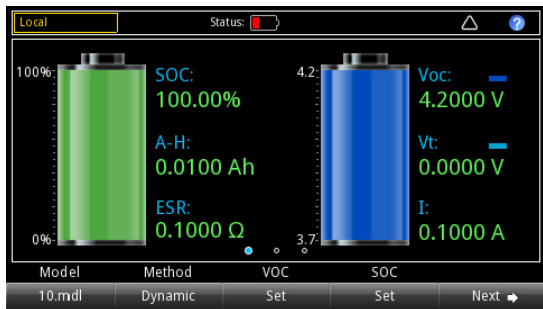 Local Status: ?
100% SOC: 4.2 Voc:
100.00% 4.2000 V
A-H: Vt:
0.0100 Ah 0.0000 V
ESR: I:
0% 0.1000 Ω 3.7 0.1000 A
Model Method VOC SOC
10.mdl Dynamic Set Set Next